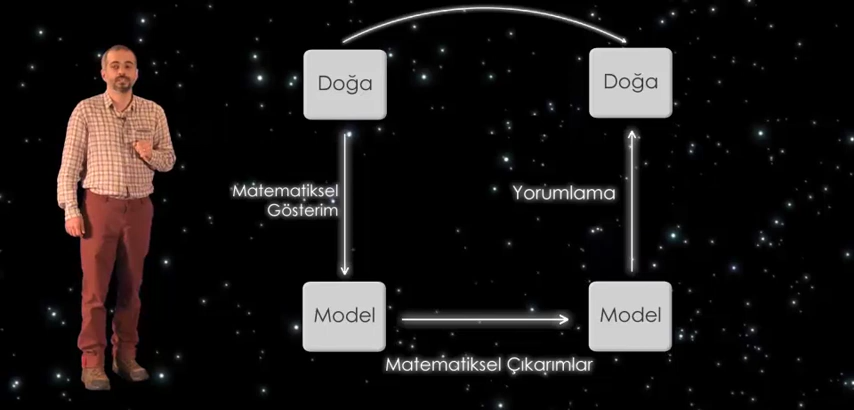 Doğa
Doğa
Matematiksel
Gösterim
Yorumlama
Model
Model
Matematiksel Çıkarımlar